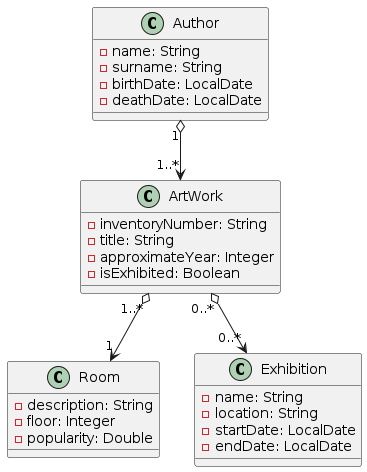 C Author
name: String
surname: String
birthDate: LocalDate
deathDate: LocalDate
1
1..*
C ArtWork
inventoryNumber: String
title: String
approximateYear: Integer
isExhibited: Boolean
1..* 0..*
1 0..*
C Room
description: String
floor: Integer
popularity: Double
C Exhibition
name: String
location: String
startDate: LocalDate
endDate: LocalDate